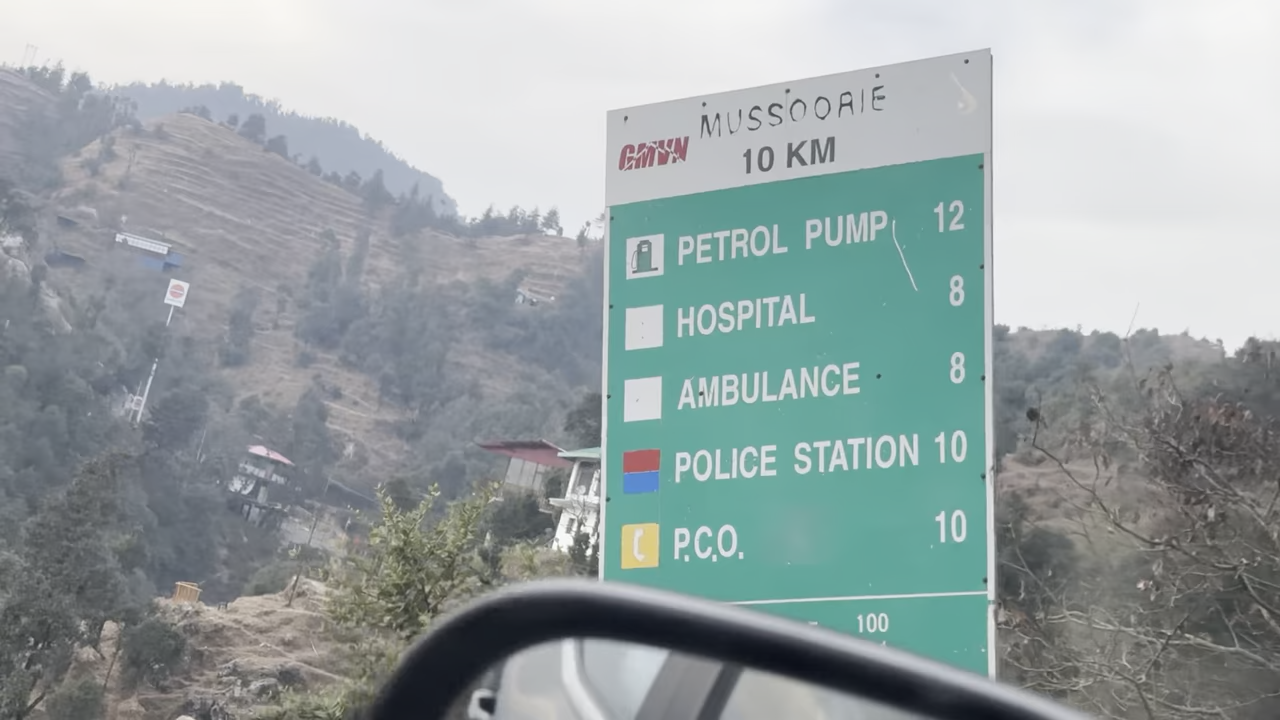 MUSSOORIE
GMVN
10 KM
PETROL PUMP 12
HOSPITAL 8
AMBULANCE 8
POLICE STATION 10
P.C.O. 10
100